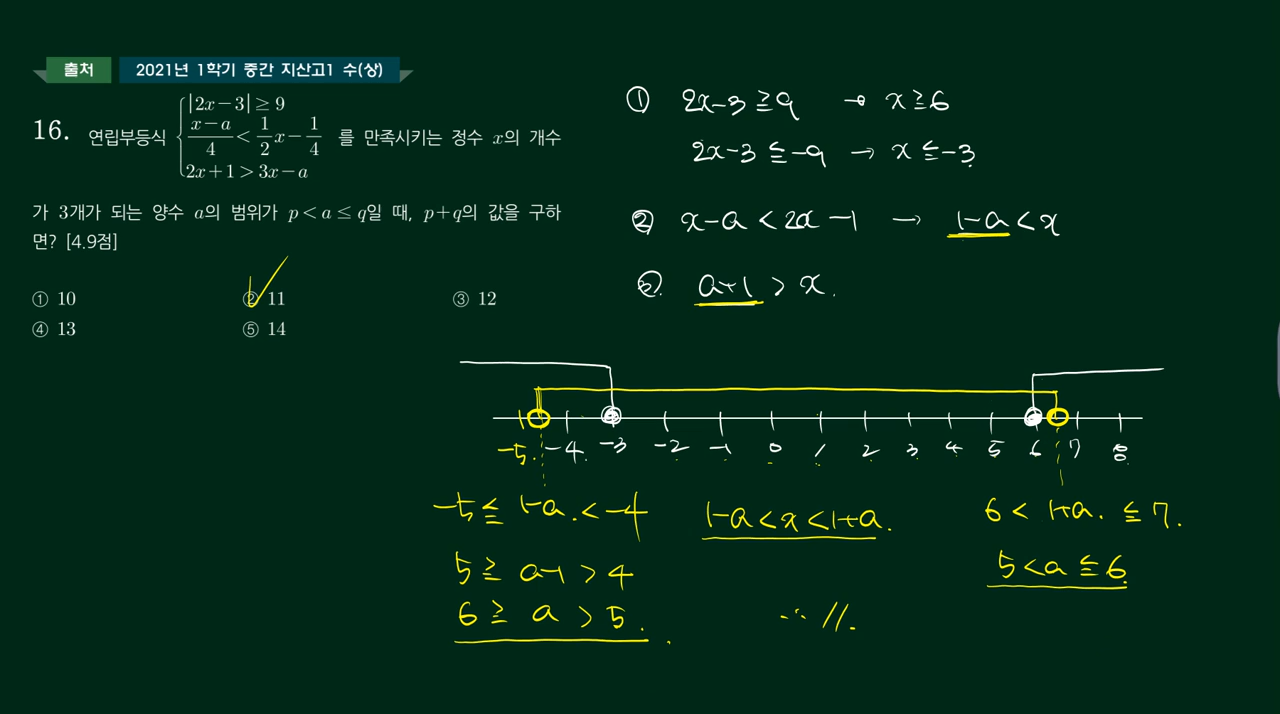 출처 2021년 1학기 중간 지산고1 수(상)
16. 연립부등식 { |2x-3| ≥ 9
(x-a)/4 < 1/2 x - 1/4
2x+1 > 3x-a
를 만족시키는 정수 x의 개수
가 3개가 되는 양수 a의 범위가 p < a ≤ q일 때, p+q의 값을 구하
면? [4.9점]
① 10 ② 11 ③ 12
④ 13 ⑤ 14
① 2x-3 ≧ 9 → x ≧ 6
2x-3 ≦ -9 → x ≦ -3
② x-a < 2x-1 → 1-a < x
③ a+1 > x.
-5 -4 -3 -2 -1 0 1 2 3 4 5 6 7 8
-5 ≦ 1-a < -4
5 ≧ a-1 > 4
6 ≧ a > 5.
1-a < x < 1+a.
∴ 11.
6 < 1+a ≦ 7.
5 < a ≦ 6